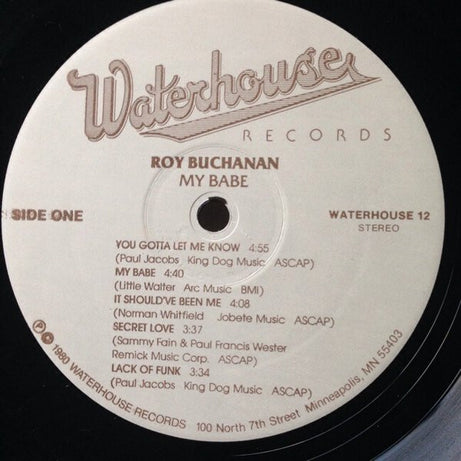 Waterhouse
RECORDS
ROY BUCHANAN
MY BABE
SIDE ONE
WATERHOUSE 12
STEREO
YOU GOTTA LET ME KNOW 4:55
(Paul Jacobs King Dog Music ASCAP)
MY BABE 4:40
(Little Walter Arc Music BMI)
IT SHOULD'VE BEEN ME 4:08
(Norman Whitfield Jobete Music ASCAP)
SECRET LOVE 3:37
(Sammy Fain & Paul Francis Wester
Remick Music Corp. ASCAP)
LACK OF FUNK 3:34
(Paul Jacobs King Dog Music ASCAP)
Ⓟ © 1980 WATERHOUSE RECORDS 100 North 7th Street Minneapolis, MN 55403